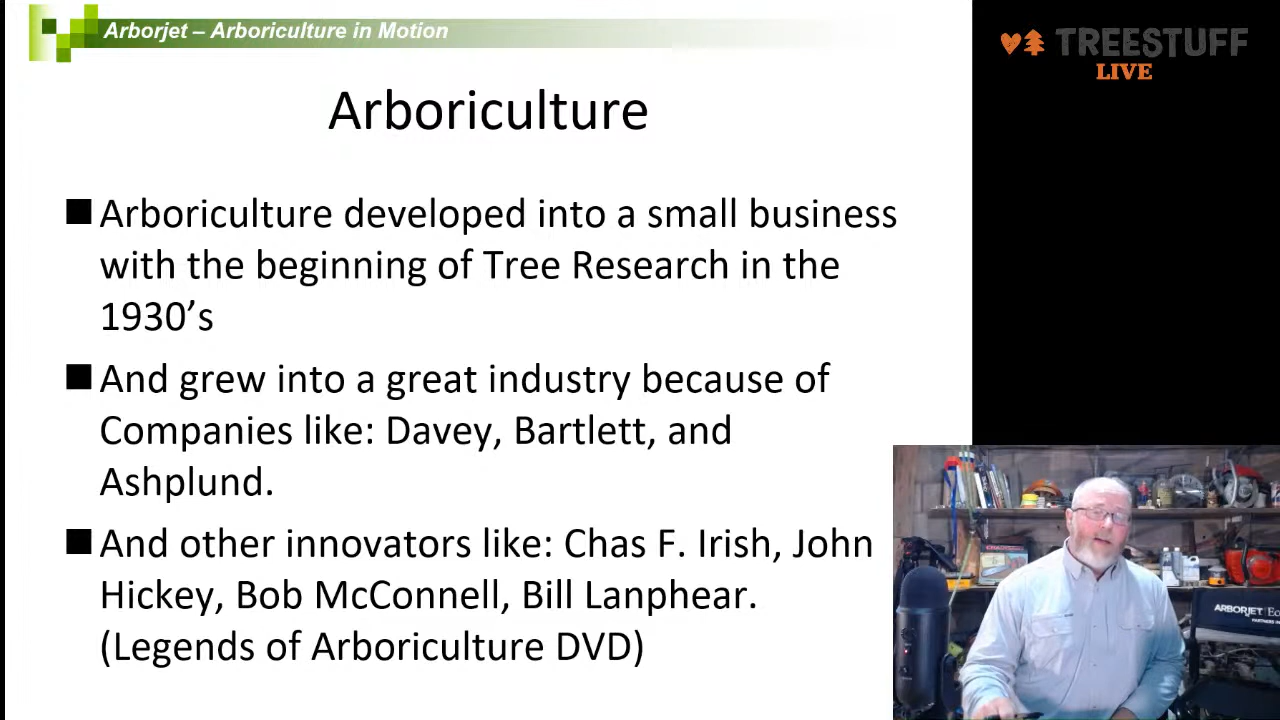 Arborjet – Arboriculture in Motion
TREESTUFF
LIVE
Arboriculture
Arboriculture developed into a small business
with the beginning of Tree Research in the
1930's
And grew into a great industry because of
Companies like: Davey, Bartlett, and
Ashplund.
And other innovators like: Chas F. Irish, John
Hickey, Bob McConnell, Bill Lanphear.
(Legends of Arboriculture DVD)
ARBORJET